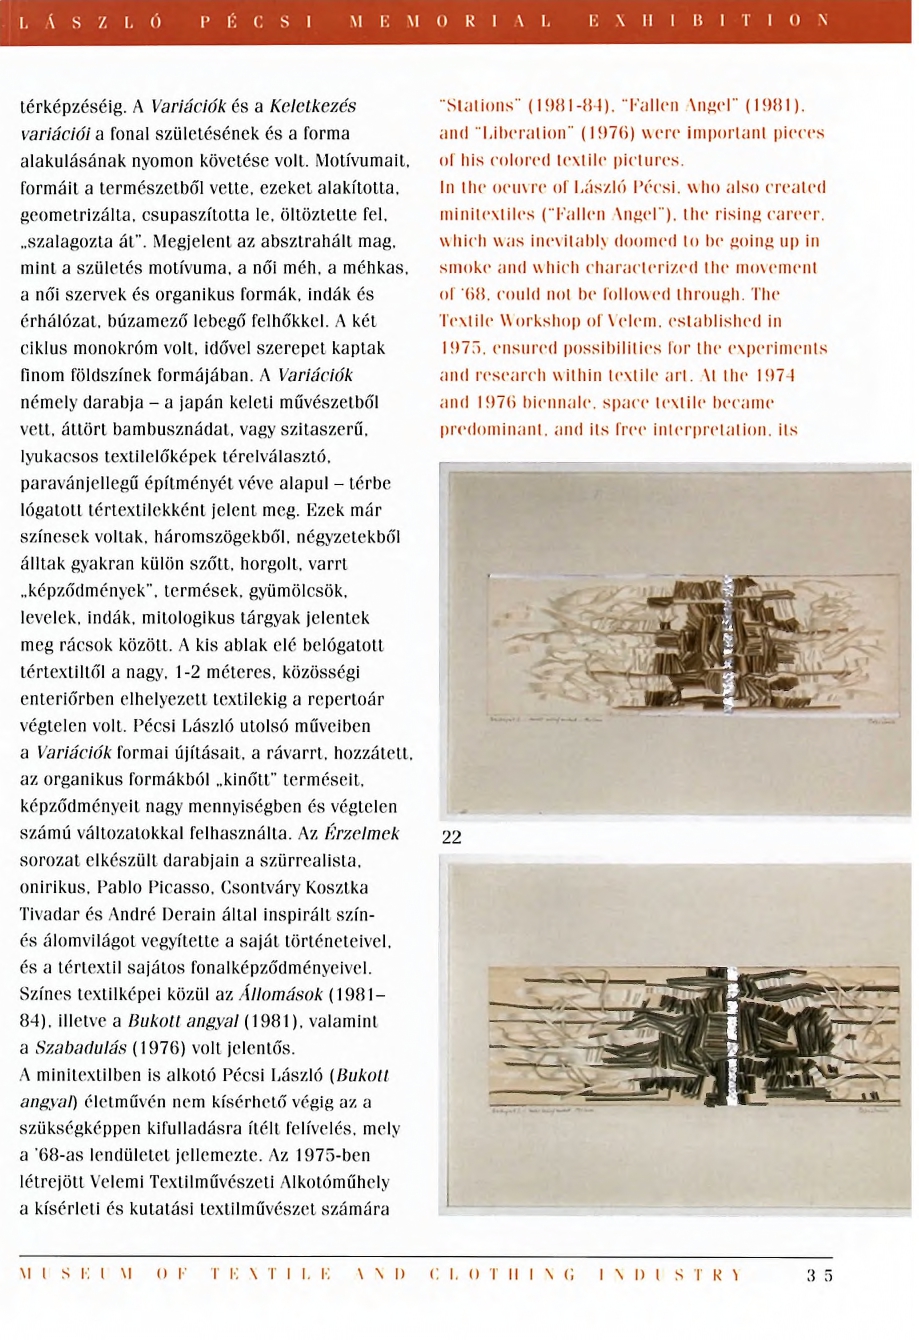 LÁSZLÓ PÉCSI MEMORIAL EXHIBITION
térképzéséig. A Variációk és a Keletkezés
variációi a fonal születésének és a forma
alakulásának nyomon követése volt. Motívumait,
formáit a természetből vette, ezeket alakította,
geometrizálta, csupaszította le, öltöztette fel,
„szalagozta át”. Megjelent az absztrahált mag,
mint a születés motívuma, a női méh, a méhkas,
a női szervek és organikus formák, indák és
érhálózat, búzamező lebegő felhőkkel. A két
ciklus monokróm volt, idővel szerepet kaptak
finom földszínek formájában. A Variációk
némely darabja – a japán keleti művészetből
vett, áttört bambusznádat, vagy szitaszerű,
lyukacsos textilelőképek térelválasztó,
paravánjellegű építményét véve alapul – térbe
lógatott tértextilekként jelent meg. Ezek már
színesek voltak, háromszögekből, négyzetekből
álltak gyakran külön szőtt, horgolt, varrt
„képződmények”, termések, gyümölcsök,
levelek, indák, mitologikus tárgyak jelentek
meg rácsok között. A kis ablak elé belógatott
tértextiltől a nagy, 1-2 méteres, közösségi
enteriőrben elhelyezett textilekig a repertoár
végtelen volt. Pécsi László utolsó műveiben
a Variációk formai újításait, a rávarrt, hozzátett,
az organikus formákból „kinőtt” terméseit,
képződményeit nagy mennyiségben és végtelen
számú változatokkal felhasználta. Az Érzelmek
sorozat elkészült darabjain a szürrealista,
onirikus, Pablo Picasso, Csontváry Kosztka
Tivadar és André Derain által inspirált szín-
és álomvilágot vegyítette a saját történeteivel,
és a tértextil sajátos fonalképződményeivel.
Színes textilképei közül az Állomások (1981–
84), illetve a Bukott angyal (1981), valamint
a Szabadulás (1976) volt jelentős.
A minitextilben is alkotó Pécsi László (Bukott
angyal) életművén nem kísérhető végig az a
szükségképpen kifulladásra ítélt felívelés, mely
a '68-as lendületet jellemezte. Az 1975-ben
létrejött Velemi Textilművészeti Alkotóműhely
a kísérleti és kutatási textilművészet számára
"Stations" (1981-84), "Fallen Angel" (1981),
and "Liberation" (1976) were important pieces
of his colored textile pictures.
In the oeuvre of László Pécsi, who also created
minitextiles ("Fallen Angel"), the rising career,
which was inevitably doomed to be going up in
smoke and which characterized the movement
of '68, could not be followed through. The
Textile Workshop of Velem, established in
1975, ensured possibilities for the experiments
and research within textile art. At the 1974
and 1976 biennale, space textile became
predominant, and its free interpretation, its
22
MUSEUM OF TEXTILE AND CLOTHING INDUSTRY 35